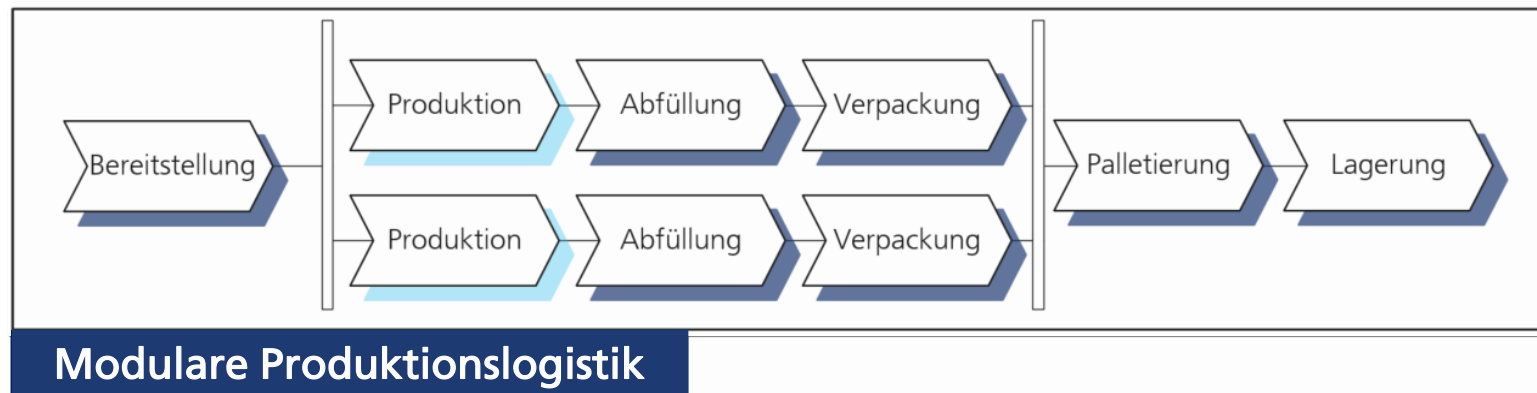 Bereitstellung
Produktion
Abfüllung
Verpackung
Produktion
Abfüllung
Verpackung
Palletierung
Lagerung
Modulare Produktionslogistik